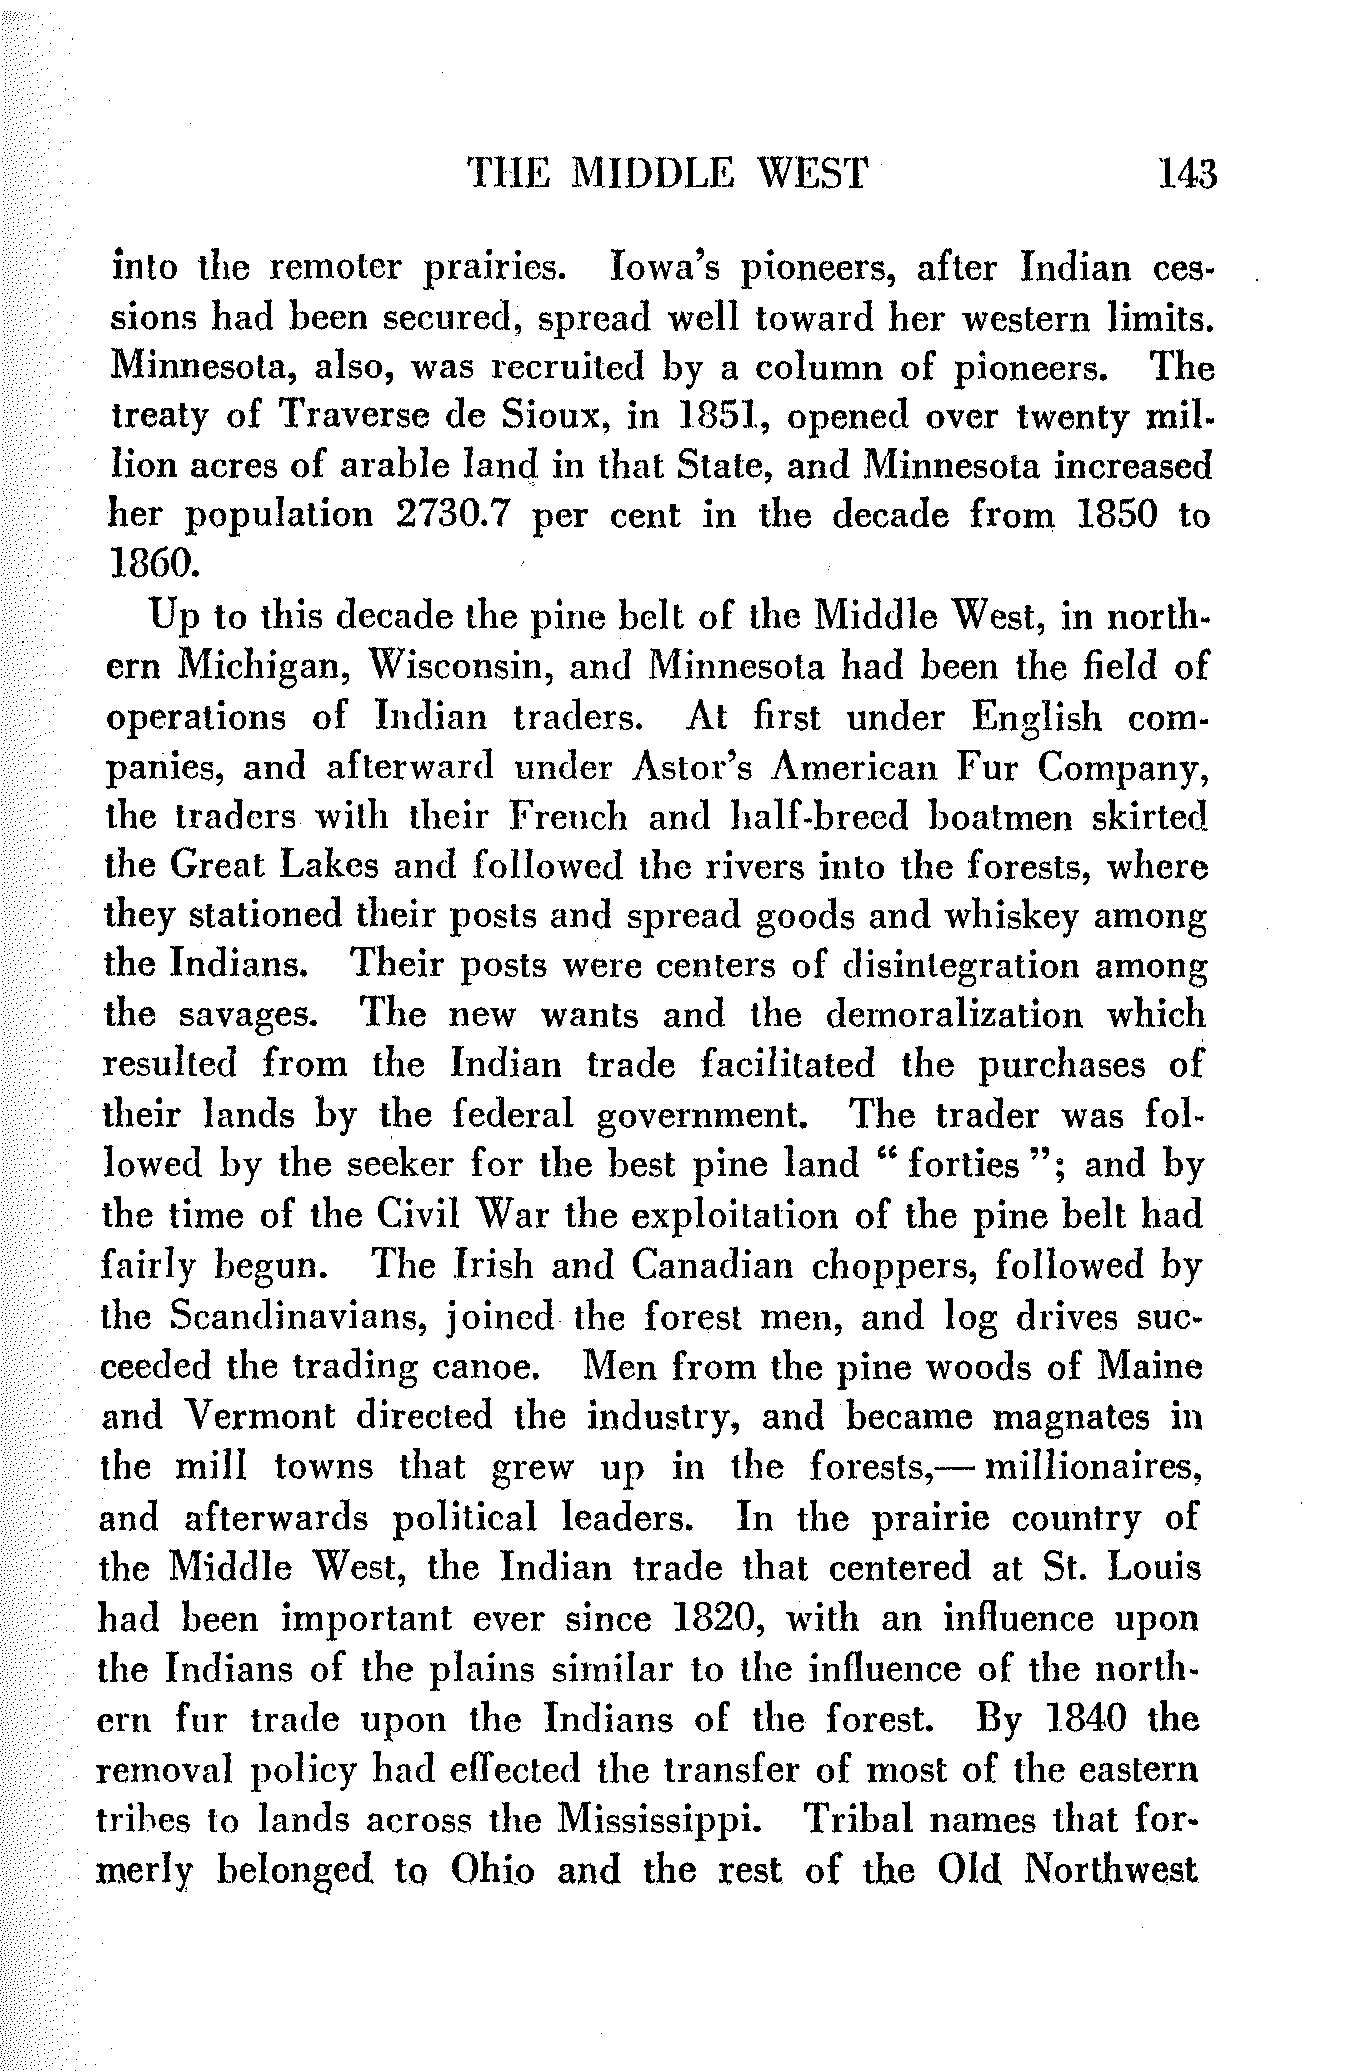 THE MIDDLE WEST 143
into the remoter prairies. Iowa's pioneers, after Indian ces-
sions had been secured, spread well toward her western limits.
Minnesota, also, was recruited by a column of pioneers. The
treaty of Traverse de Sioux, in 1851, opened over twenty mil-
lion acres of arable land in that State, and Minnesota increased
her population 2730.7 per cent in the decade from 1850 to
1860.
Up to this decade the pine belt of the Middle West, in north-
ern Michigan, Wisconsin, and Minnesota had been the field of
operations of Indian traders. At first under English com-
panies, and afterward under Astor's American Fur Company,
the traders with their French and half-breed boatmen skirted
the Great Lakes and followed the rivers into the forests, where
they stationed their posts and spread goods and whiskey among
the Indians. Their posts were centers of disintegration among
the savages. The new wants and the demoralization which
resulted from the Indian trade facilitated the purchases of
their lands by the federal government. The trader was fol-
lowed by the seeker for the best pine land " forties "; and by
the time of the Civil War the exploitation of the pine belt had
fairly begun. The Irish and Canadian choppers, followed by
the Scandinavians, joined the forest men, and log drives suc-
ceeded the trading canoe. Men from the pine woods of Maine
and Vermont directed the industry, and became magnates in
the mill towns that grew up in the forests,— millionaires,
and afterwards political leaders. In the prairie country of
the Middle West, the Indian trade that centered at St. Louis
had been important ever since 1820, with an influence upon
the Indians of the plains similar to the influence of the north-
ern fur trade upon the Indians of the forest. By 1840 the
removal policy had effected the transfer of most of the eastern
tribes to lands across the Mississippi. Tribal names that for-
merly belonged to Ohio and the rest of the Old Northwest